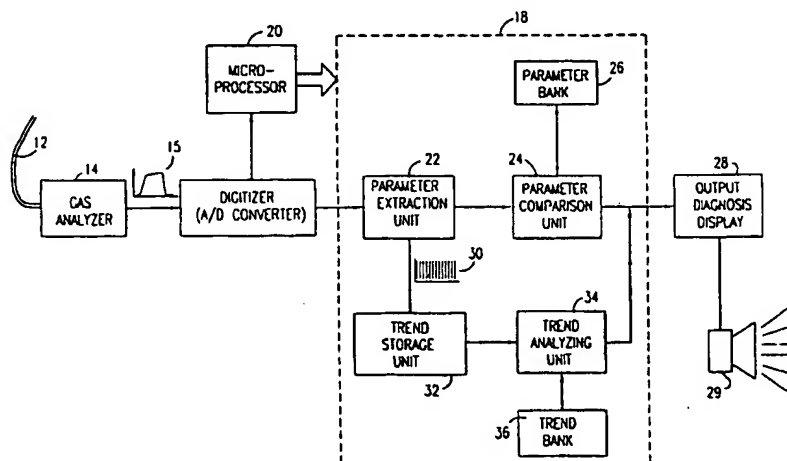 18
20
MICRO-
PROCESSOR
PARAMETER
BANK
26
12
14
15
22
24
28
GAS
ANALYZER
DIGITIZER
(A/D CONVERTER)
PARAMETER
EXTRACTION
UNIT
PARAMETER
COMPARISON
UNIT
OUTPUT
DIAGNOSIS
DISPLAY
30
34
TREND
STORAGE
UNIT
TREND
ANALYZING
UNIT
32
29
36
TREND
BANK